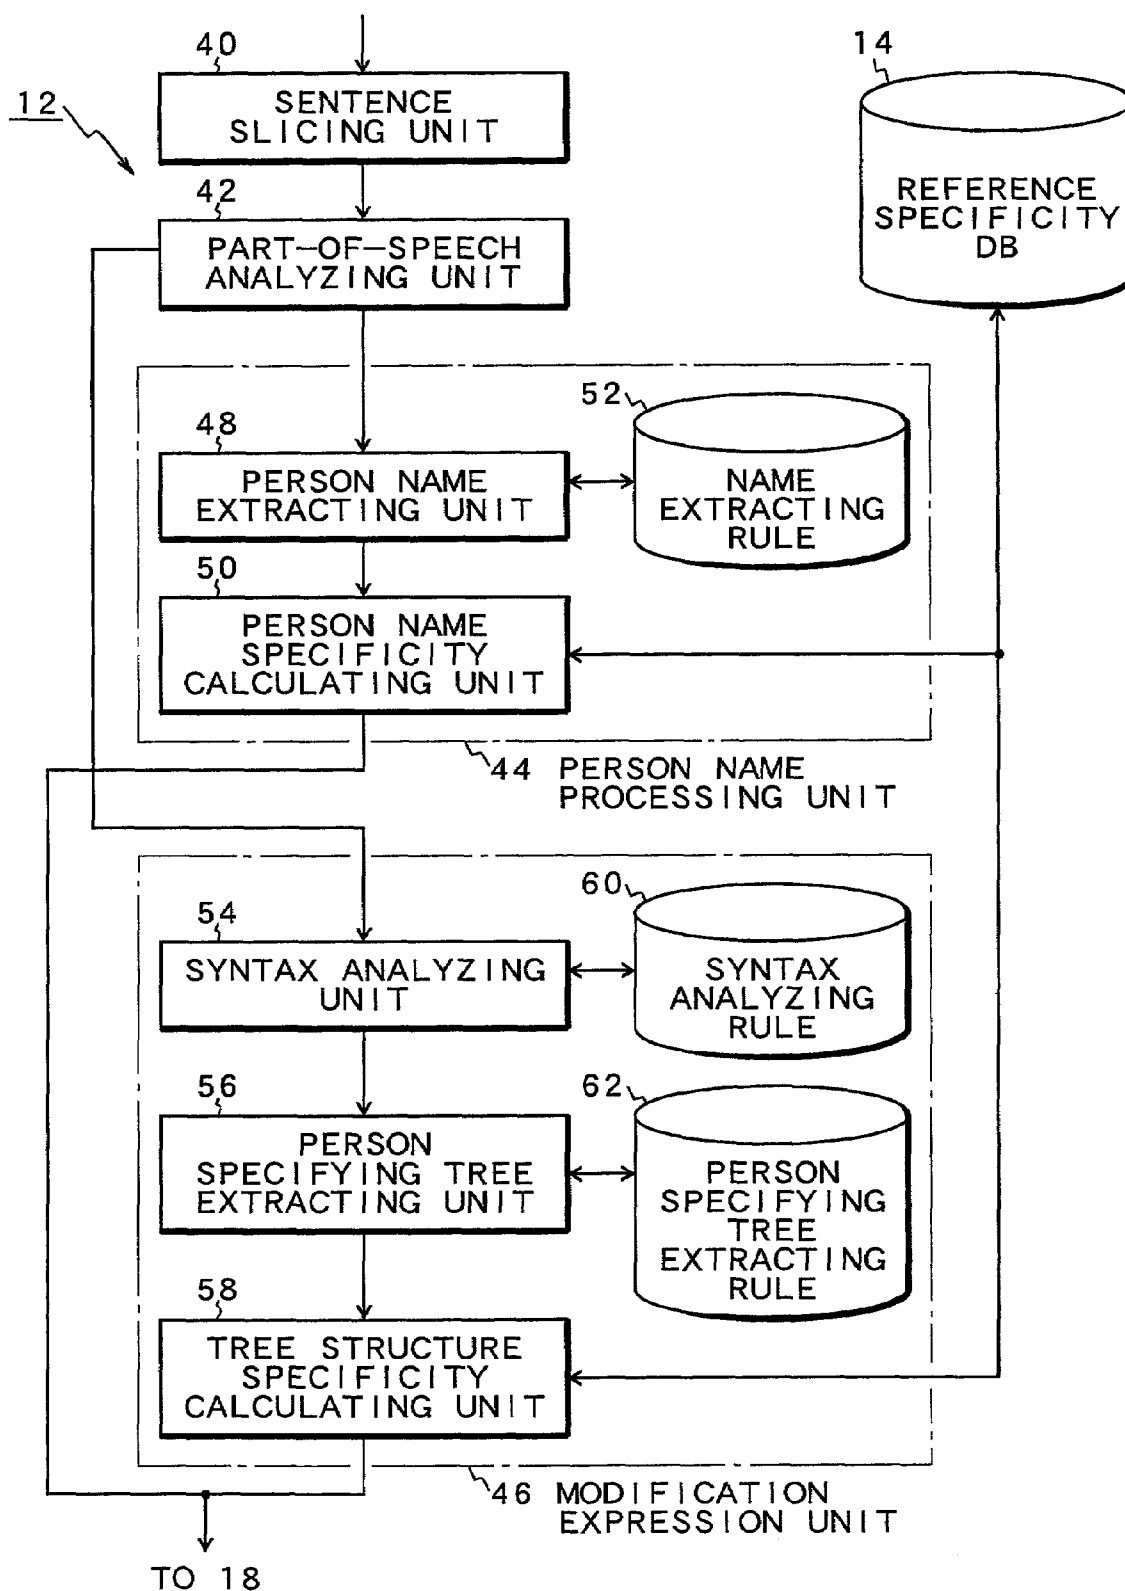 40
14
12
SENTENCE
SLICING UNIT
42
REFERENCE
SPECIFICITY
DB
PART-OF-SPEECH
ANALYZING UNIT
52
48
PERSON NAME
EXTRACTING UNIT
NAME
EXTRACTING
RULE
50
PERSON NAME
SPECIFICITY
CALCULATING UNIT
44 PERSON NAME
PROCESSING UNIT
60
54
SYNTAX ANALYZING
UNIT
SYNTAX
ANALYZING
RULE
56
62
PERSON
SPECIFYING TREE
EXTRACTING UNIT
PERSON
SPECIFYING
TREE
EXTRACTING
RULE
58
TREE STRUCTURE
SPECIFICITY
CALCULATING UNIT
46 MODIFICATION
EXPRESSION UNIT
TO 18